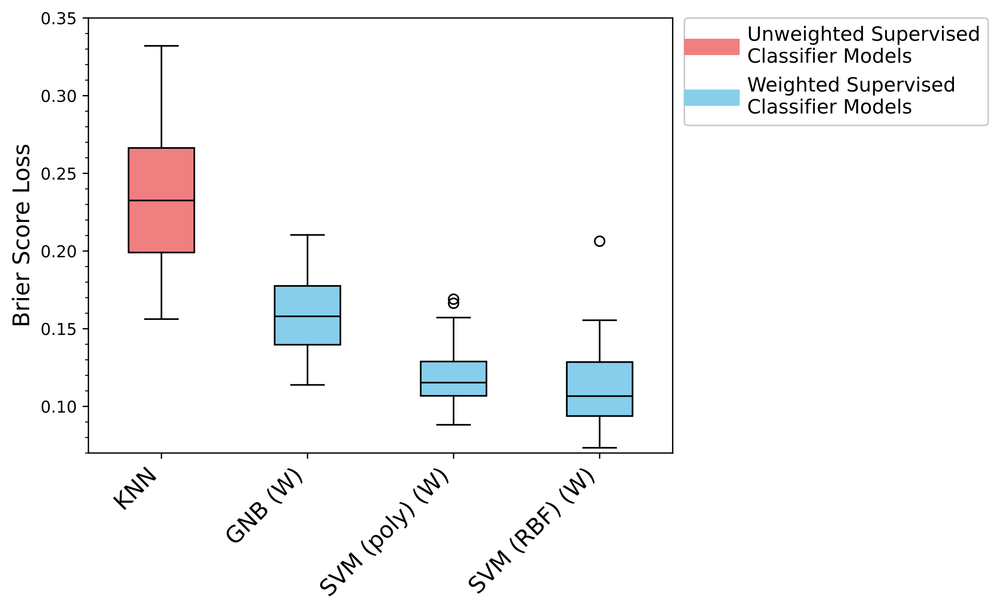 Brier Score Loss
0.35
0.30
0.25
0.20
0.15
0.10
KNN
GNB (W)
SVM (poly) (W)
SVM (RBF) (W)
Unweighted Supervised
Classifier Models
Weighted Supervised
Classifier Models